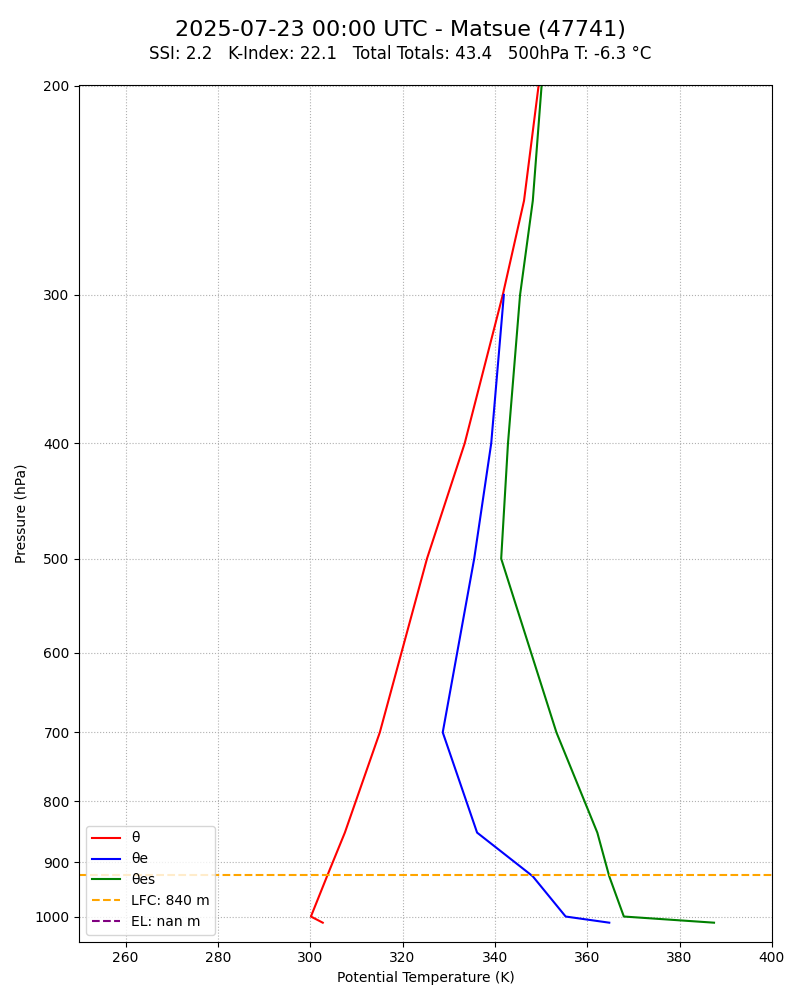 2025-07-23 00:00 UTC - Matsue (47741)
SSI: 2.2 K-Index: 22.1 Total Totals: 43.4 500hPa T: -6.3 °C
200
300
400
500
600
700
800
900
1000
Pressure (hPa)
θ
θe
θes
LFC: 840 m
EL: nan m
260 280 300 320 340 360 380 400
Potential Temperature (K)